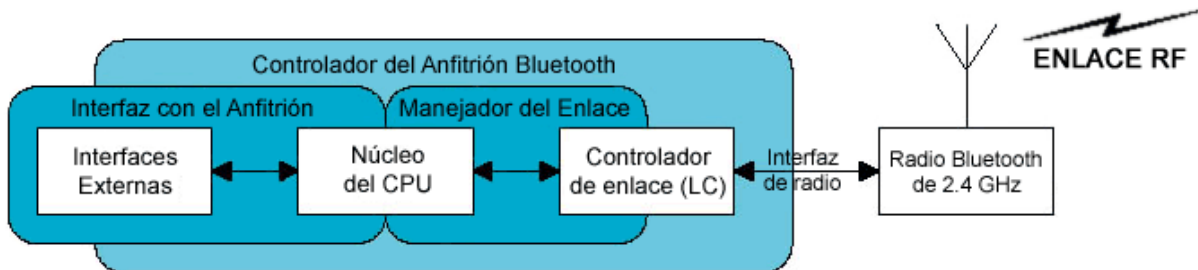 ENLACE RF
Controlador del Anfitrión Bluetooth
Interfaz con el Anfitrión
Manejador del Enlace
Interfaces
Externas
Núcleo
del CPU
Controlador
de enlace (LC)
Interfaz
de radio
Radio Bluetooth
de 2.4 GHz